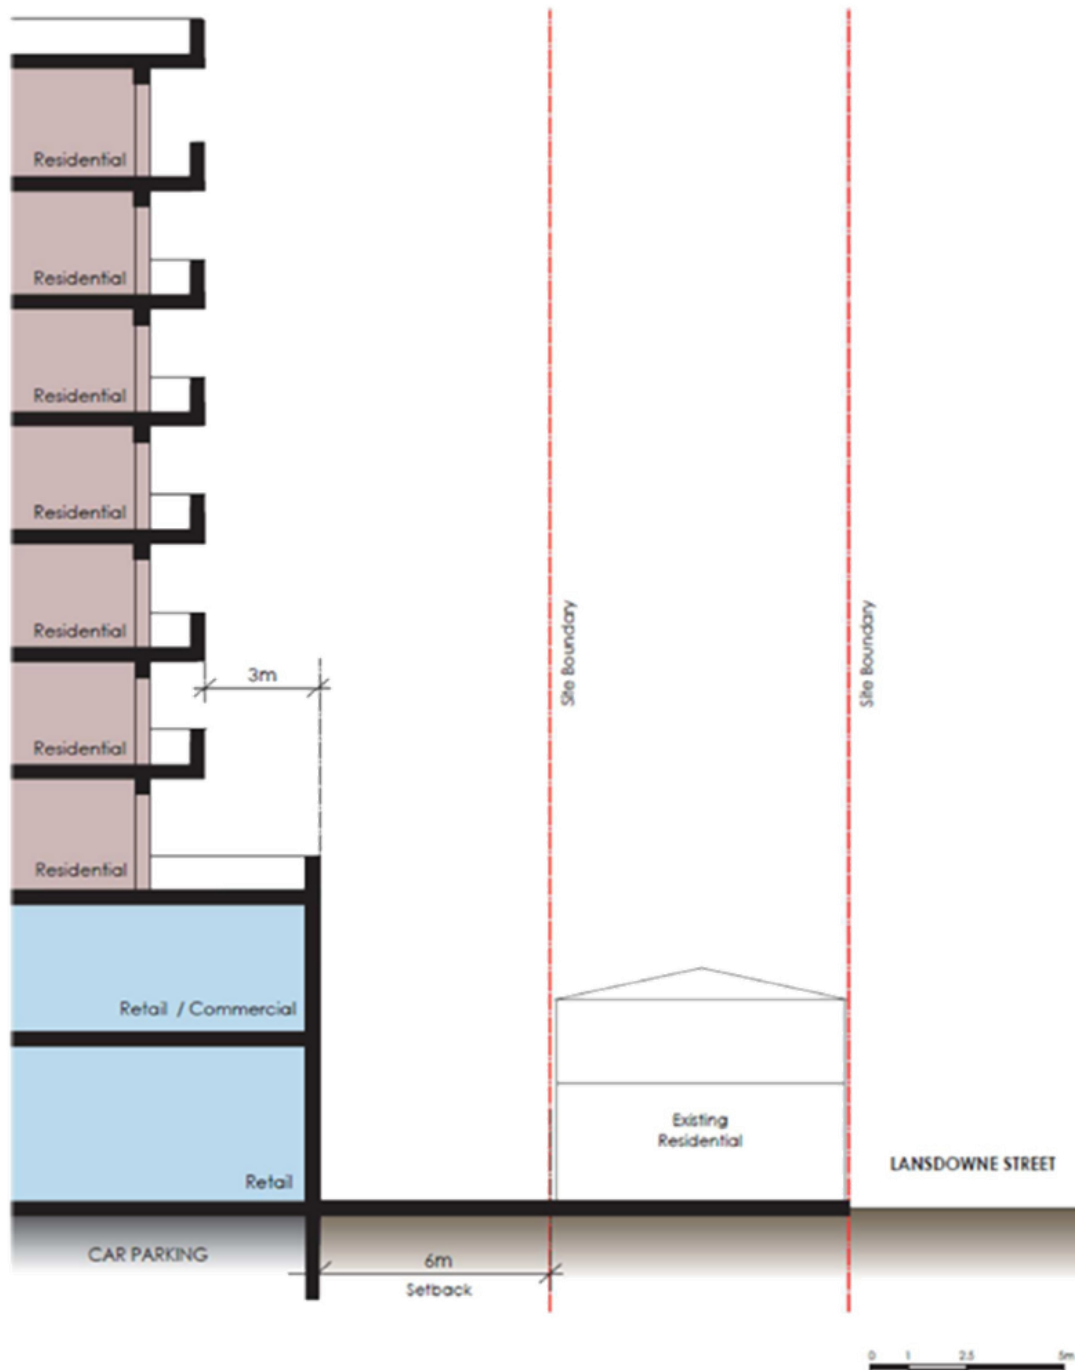 Residential
Residential
Residential
Residential
Residential
3m
Site Boundary
Site Boundary
Residential
Residential
Retail / Commercial
Existing
Residential
LANSDOWNE STREET
Retail
CAR PARKING
6m
Setback
0 1 2.5 5m